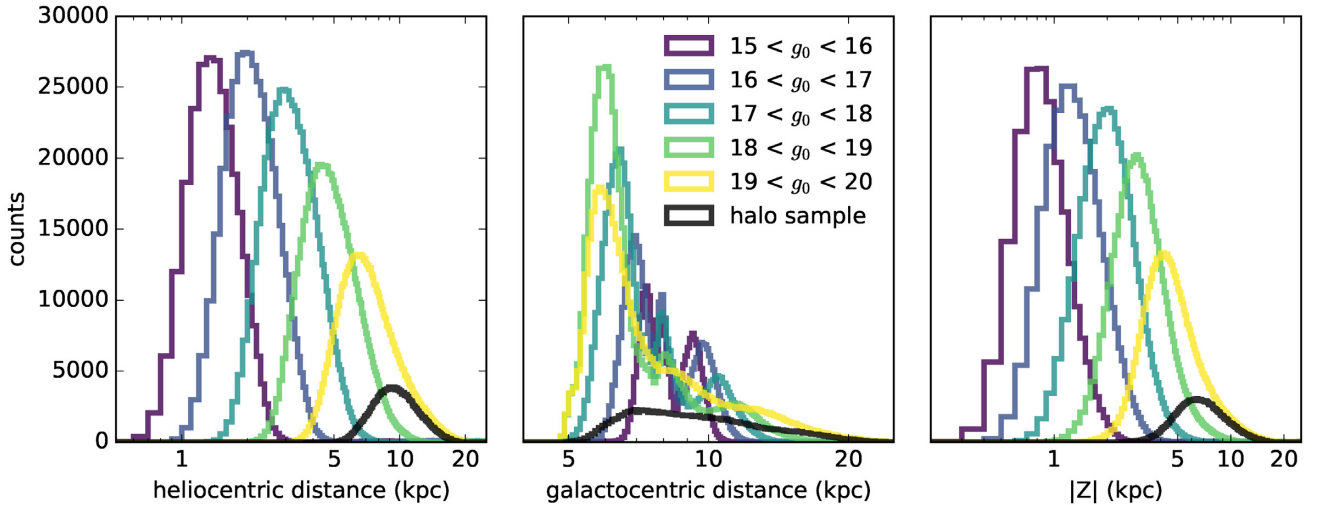 30000
25000
20000
15000
10000
5000
0
counts
1 5 10 20
heliocentric distance (kpc)
15 < g₀ < 16
16 < g₀ < 17
17 < g₀ < 18
18 < g₀ < 19
19 < g₀ < 20
halo sample
5 10 20
galactocentric distance (kpc)
1 5 10 20
|Z| (kpc)